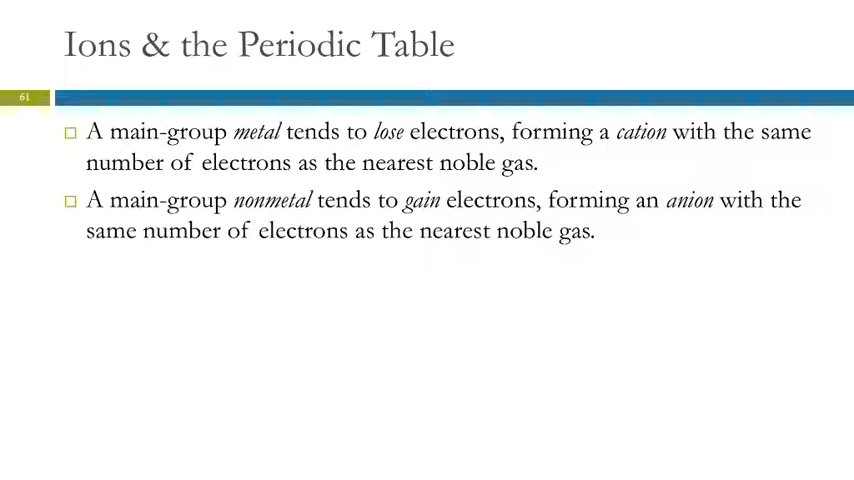 Ions & the Periodic Table
61
A main-group metal tends to lose electrons, forming a cation with the same
number of electrons as the nearest noble gas.
A main-group nonmetal tends to gain electrons, forming an anion with the
same number of electrons as the nearest noble gas.